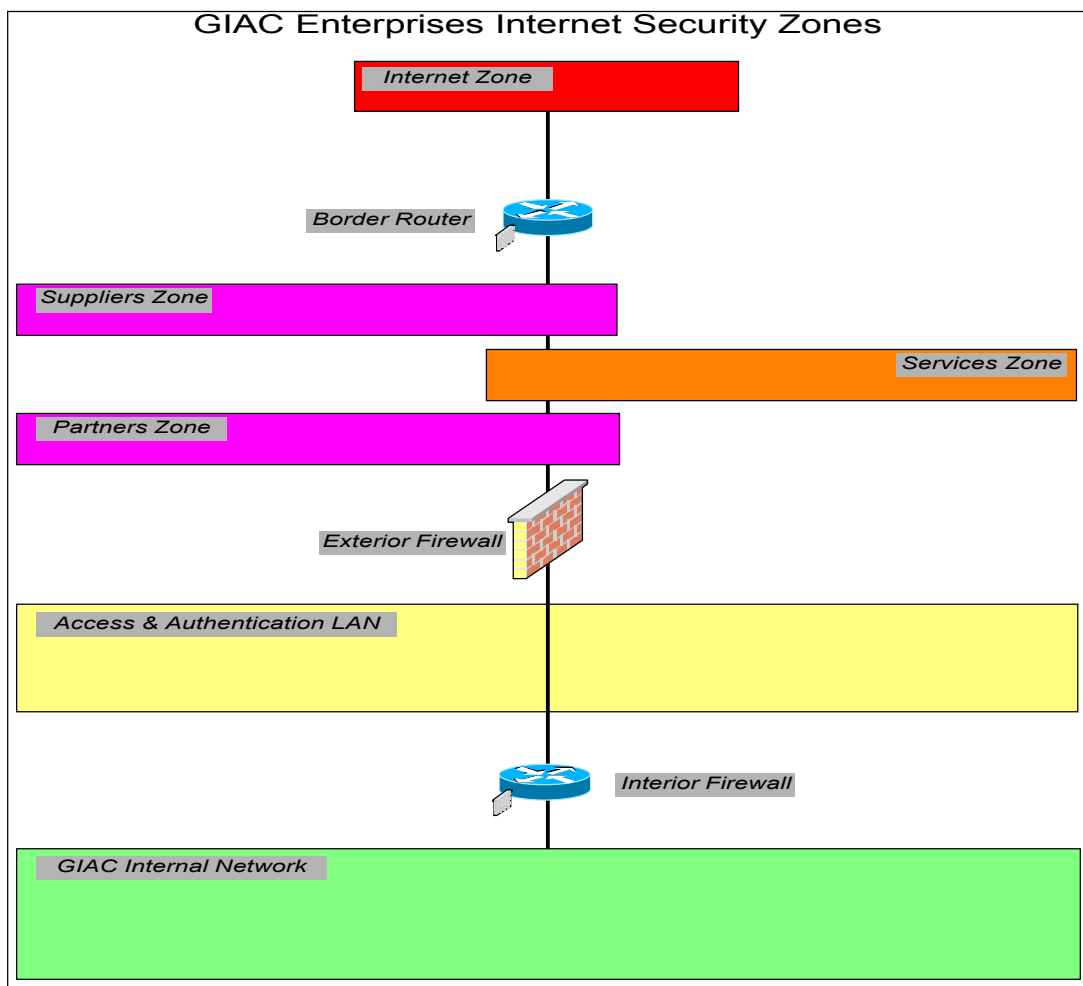 GIAC Enterprises Internet Security Zones
Internet Zone
Border Router
Suppliers Zone
Services Zone
Partners Zone
Exterior Firewall
Access & Authentication LAN
Interior Firewall
GIAC Internal Network